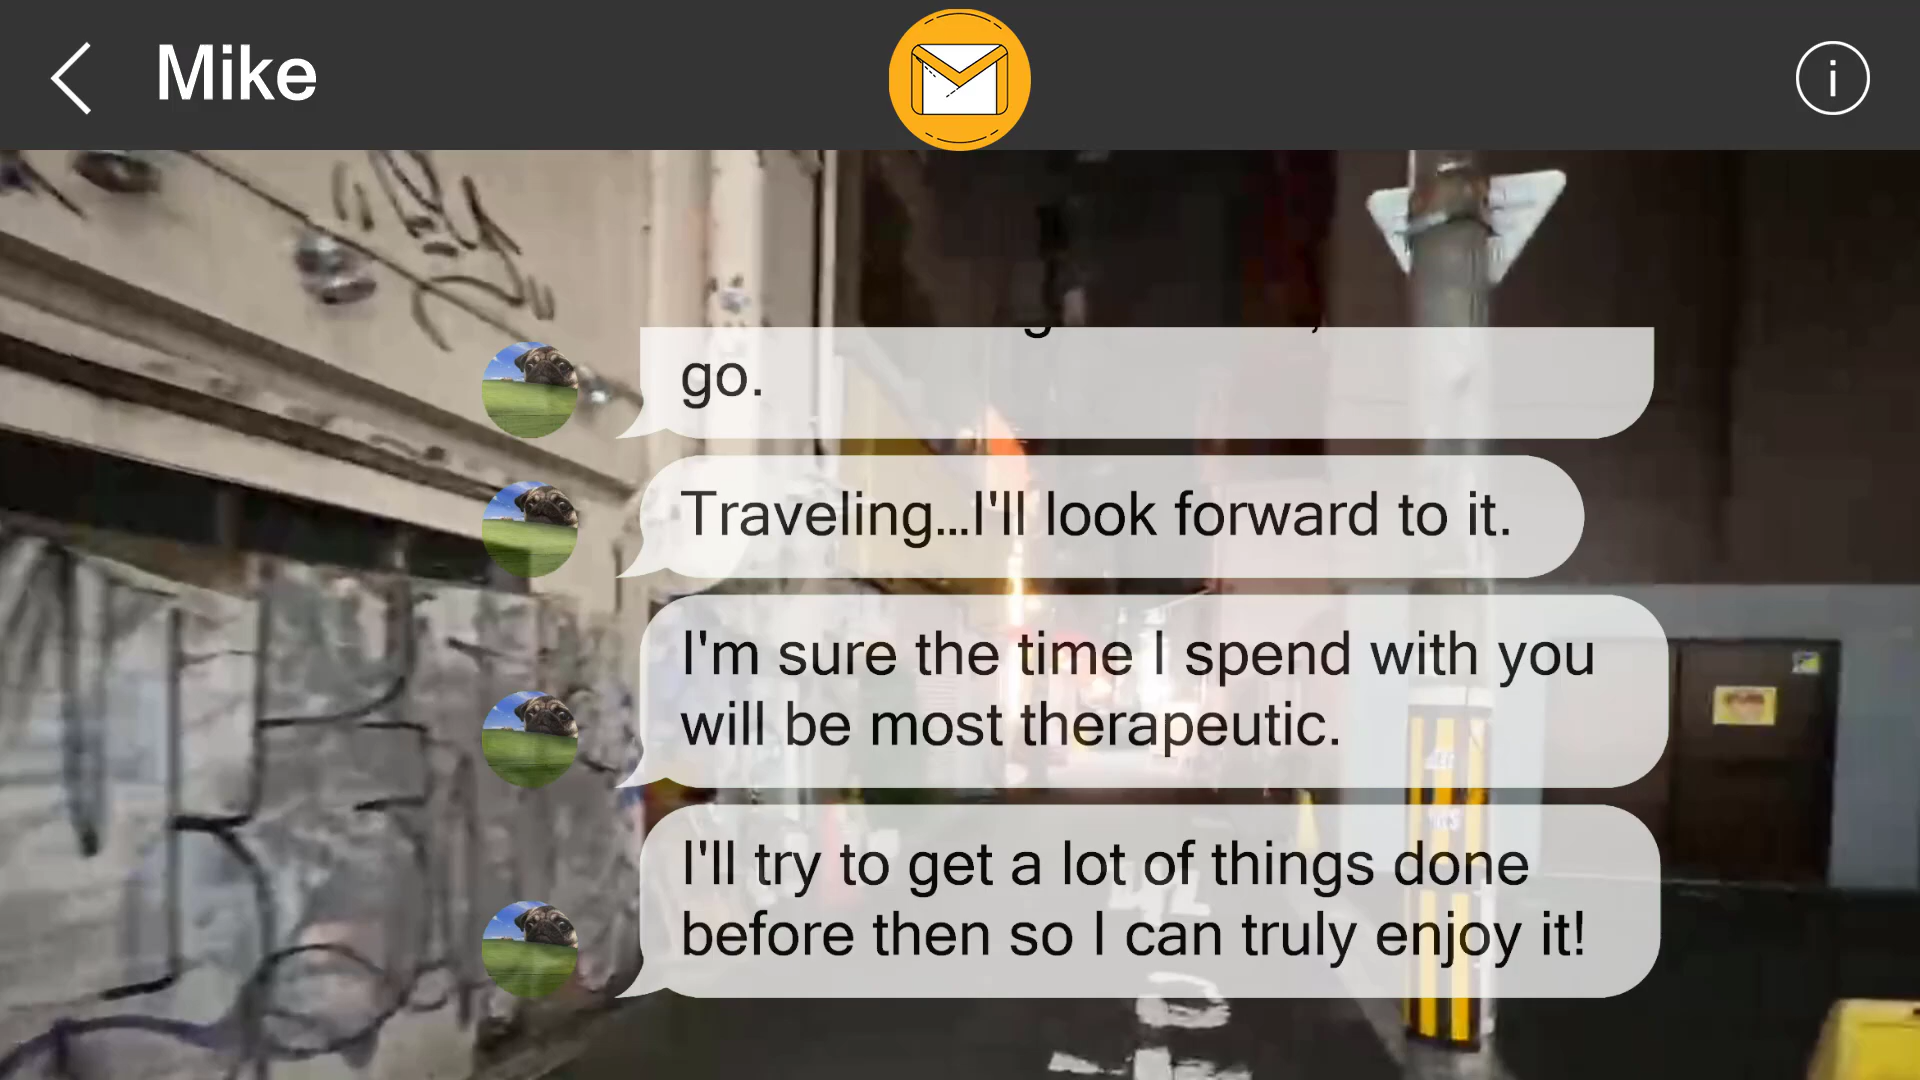 Mike
i
go.
Traveling...I'll look forward to it.
I'm sure the time I spend with you
will be most therapeutic.
I'll try to get a lot of things done
before then so I can truly enjoy it!